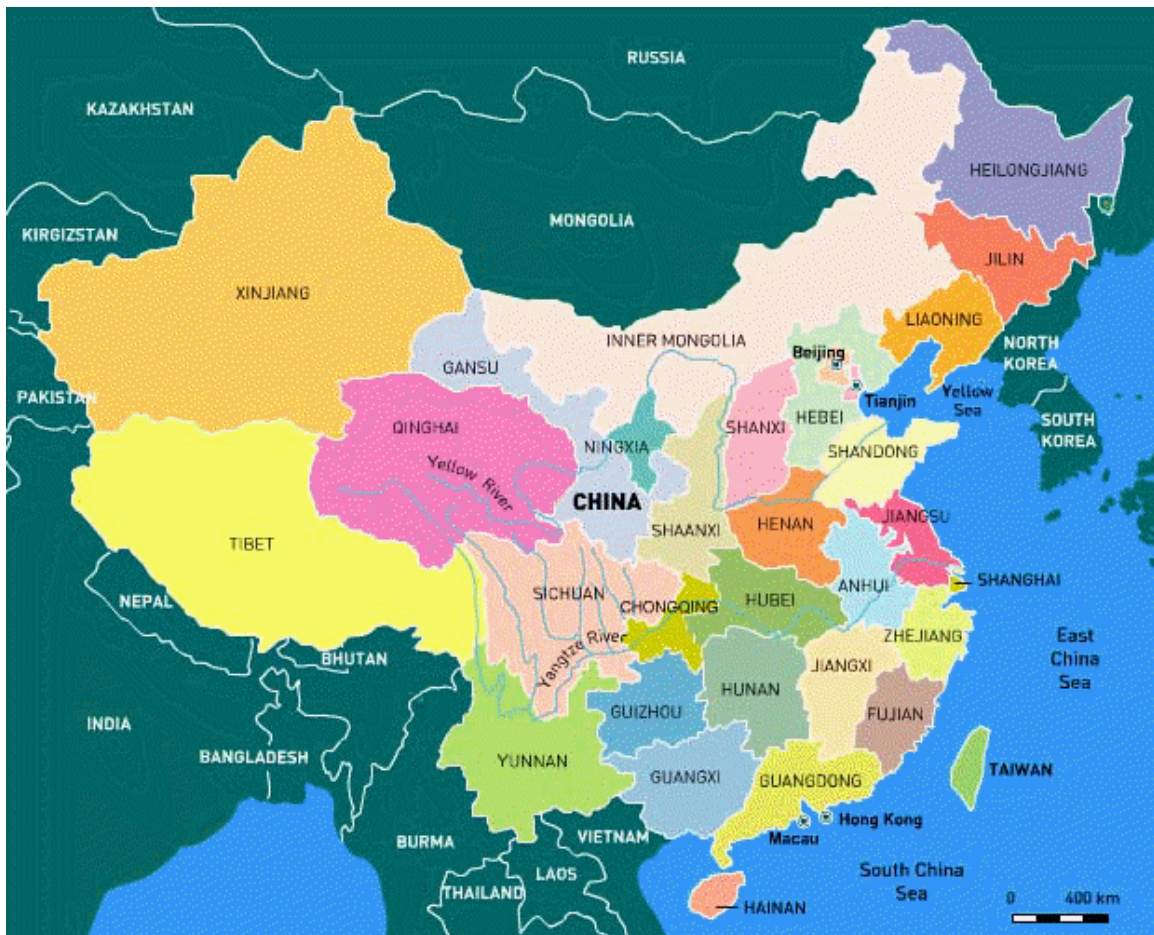 RUSSIA
KAZAKHSTAN
HEILONGJIANG
MONGOLIA
KIRGIZSTAN
JILIN
XINJIANG
LIAONING
INNER MONGOLIA
NORTH
KOREA
Beijing
GANSU
PAKISTAN
Tianjin
Yellow
Sea
HEBEI
SOUTH
KOREA
QINGHAI
SHANXI
NINGXIA
SHANDONG
Yellow River
CHINA
JIANGSU
HENAN
SHAANXI
TIBET
SHANGHAI
ANHUI
SICHUAN
NEPAL
CHONGQING
HUBEI
ZHEJIANG
East
China
Sea
Yangtze River
BHUTAN
JIANGXI
HUNAN
GUIZHOU
FUJIAN
INDIA
BANGLADESH
YUNNAN
TAIWAN
GUANGXI
GUANGDONG
Hong Kong
Macau
VIETNAM
BURMA
LAOS
South China
Sea
THAILAND
HAINAN
0 400 km